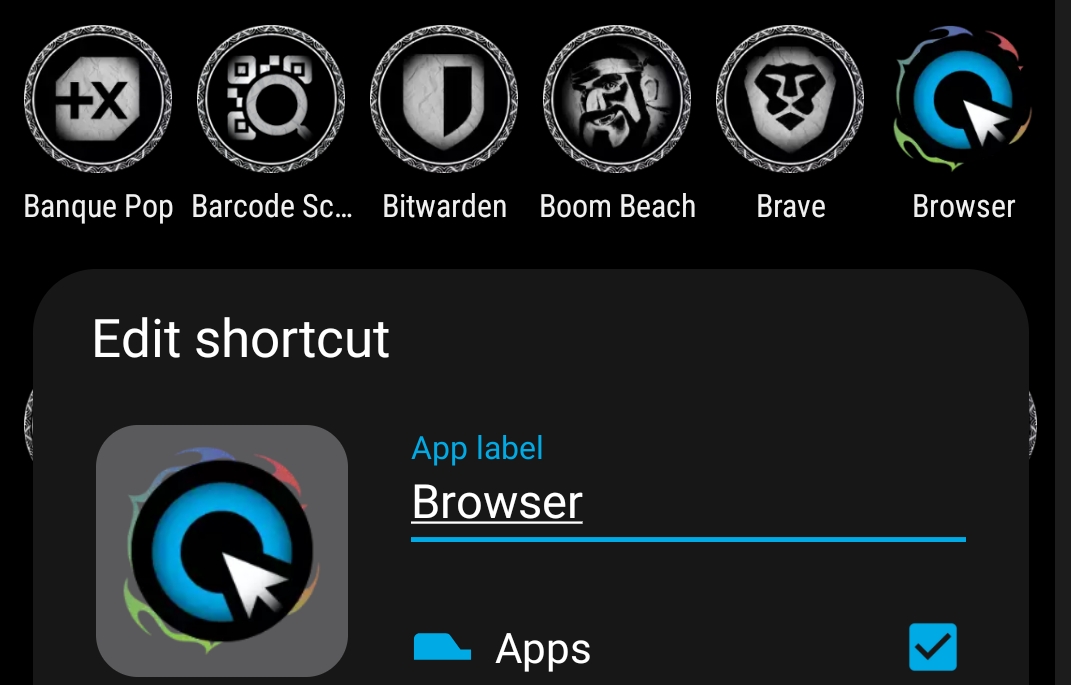 +X
Banque Pop Barcode Sc... Bitwarden Boom Beach Brave Browser
Edit shortcut
App label
Browser
Apps